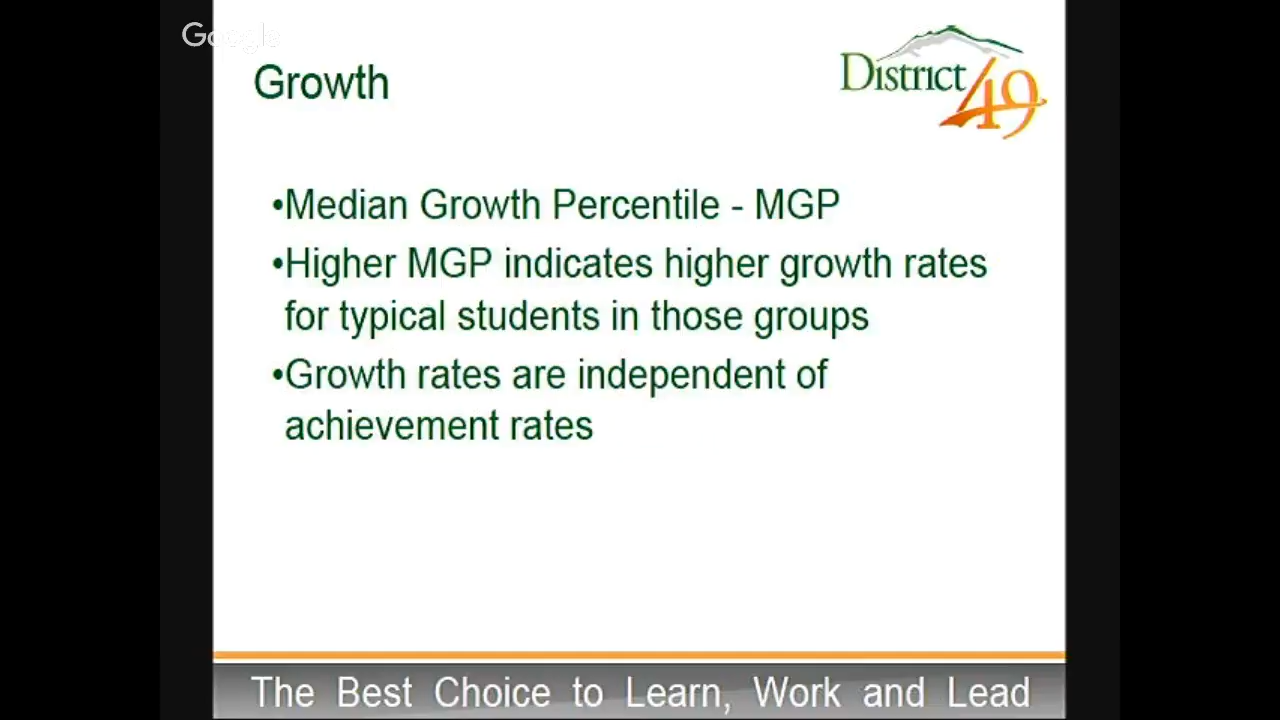 Google
Growth
District
49
•Median Growth Percentile - MGP
•Higher MGP indicates higher growth rates
for typical students in those groups
•Growth rates are independent of
achievement rates
The Best Choice to Learn, Work and Lead